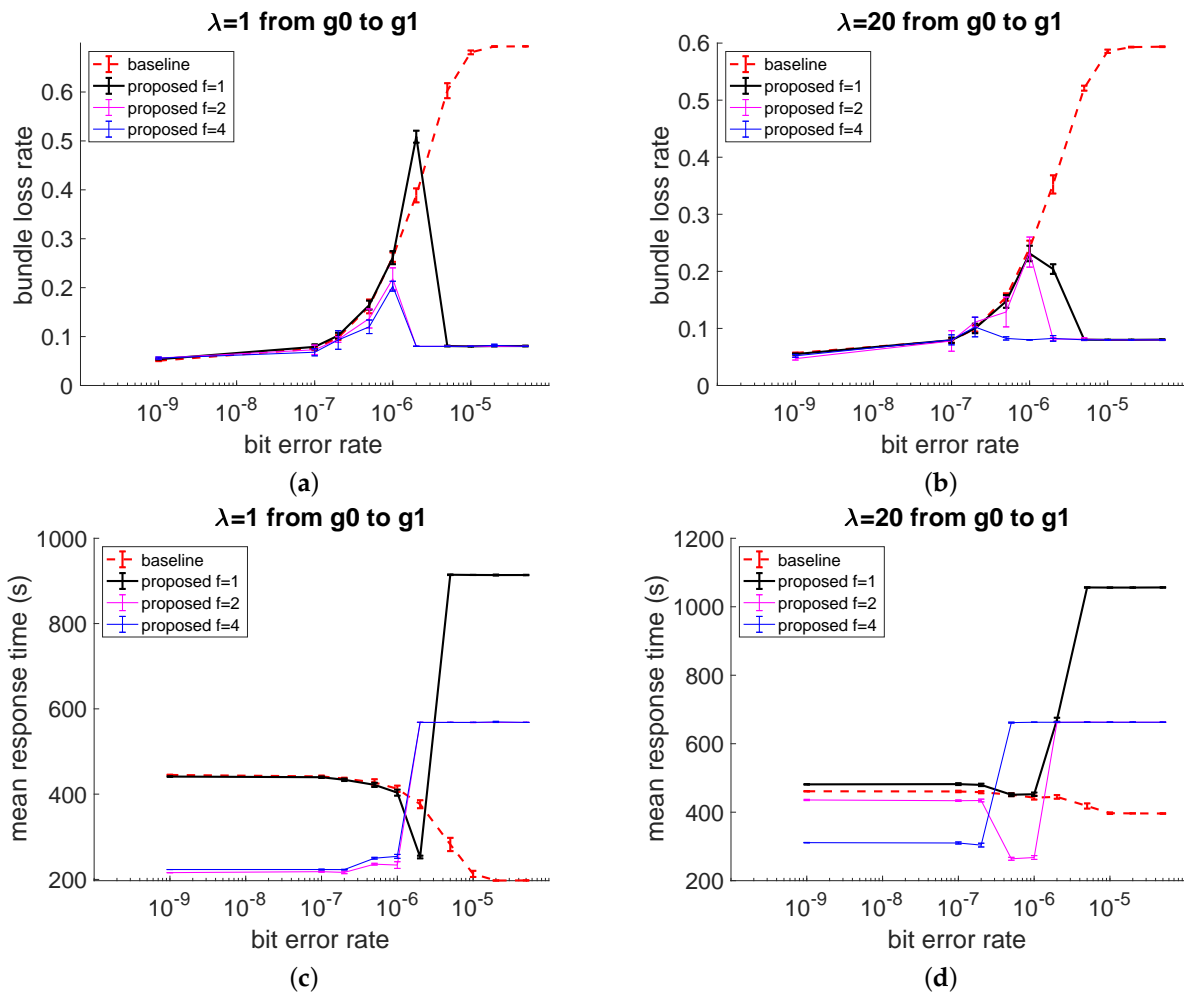 λ=1 from g0 to g1
baseline
proposed f=1
proposed f=2
proposed f=4
bundle loss rate
0.6
0.5
0.4
0.3
0.2
0.1
0
10-9
10-8
10-7
10-6
10-5
bit error rate
(a)
λ=20 from g0 to g1
baseline
proposed f=1
proposed f=2
proposed f=4
bundle loss rate
0.6
0.5
0.4
0.3
0.2
0.1
0
10-9
10-8
10-7
10-6
10-5
bit error rate
(b)
λ=1 from g0 to g1
baseline
proposed f=1
proposed f=2
proposed f=4
mean response time (s)
1000
800
600
400
200
10-9
10-8
10-7
10-6
10-5
bit error rate
(c)
λ=20 from g0 to g1
baseline
proposed f=1
proposed f=2
proposed f=4
mean response time (s)
1200
1000
800
600
400
200
10-9
10-8
10-7
10-6
10-5
bit error rate
(d)